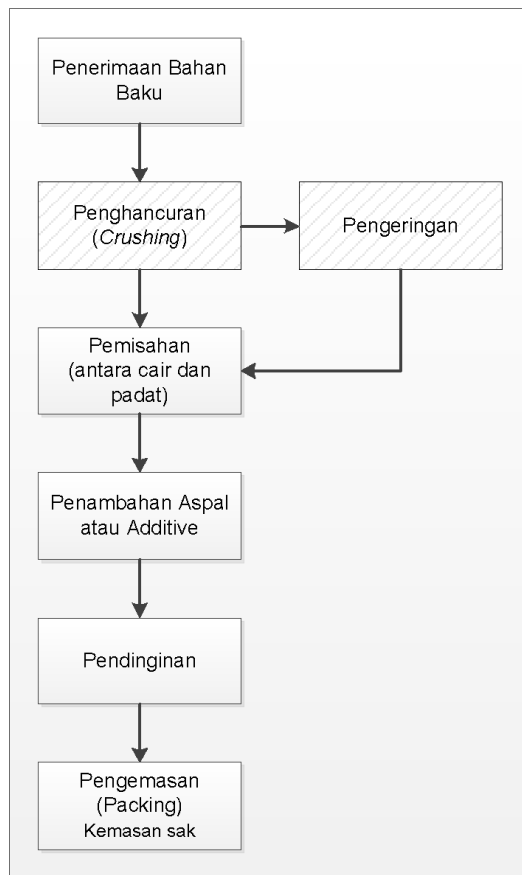 Penerimaan Bahan
Baku
Penghancuran
(Crushing)
Pengeringan
Pemisahan
(antara cair dan
padat)
Penambahan Aspal
atau Additive
Pendinginan
Pengemasan
(Packing)
Kemasan sak